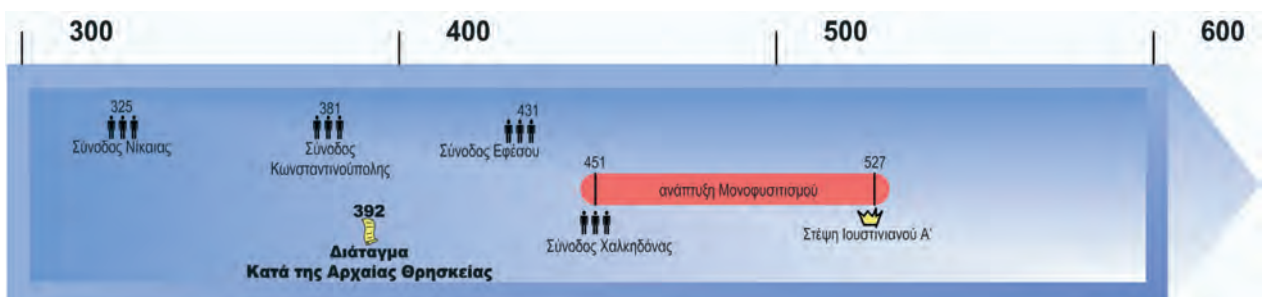 300 400 500 600
325 381 431
Σύνοδος Νίκαιας
Σύνοδος
Κωνσταντινούπολης
Σύνοδος Εφέσου
451 527
ανάπτυξη Μονοφυσιτισμού
392
Διάταγμα
Κατά της Αρχαίας Θρησκείας
Σύνοδος Χαλκηδόνας
Στέψη Ιουστινιανού Α'